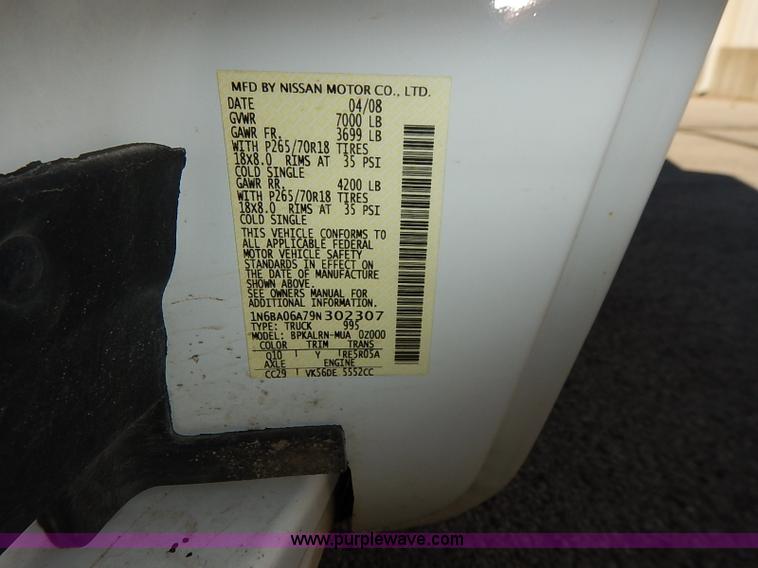 MFD BY NISSAN MOTOR CO., LTD.
DATE 04/08
GVWR 7000 LB
GAWR FR. 3699 LB
WITH P265/70R18 TIRES
18X8.0 RIMS AT 35 PSI
COLD SINGLE
GAWR RR. 4200 LB
WITH P265/70R18 TIRES
18X8.0 RIMS AT 35 PSI
COLD SINGLE
THIS VEHICLE CONFORMS TO
ALL APPLICABLE FEDERAL
MOTOR VEHICLE SAFETY
STANDARDS IN EFFECT ON
THE DATE OF MANUFACTURE
SHOWN ABOVE.
SEE OWNERS MANUAL FOR
ADDITIONAL INFORMATION.
1N6BA06A79N302307
TYPE: TRUCK 995
MODEL: BPKALRN-MUA 0Z000
COLOR TRIM TRANS
Q10 Y RE5R05A
AXLE ENGINE
CC29 VK56DE 5552CC
www.purplewave.com